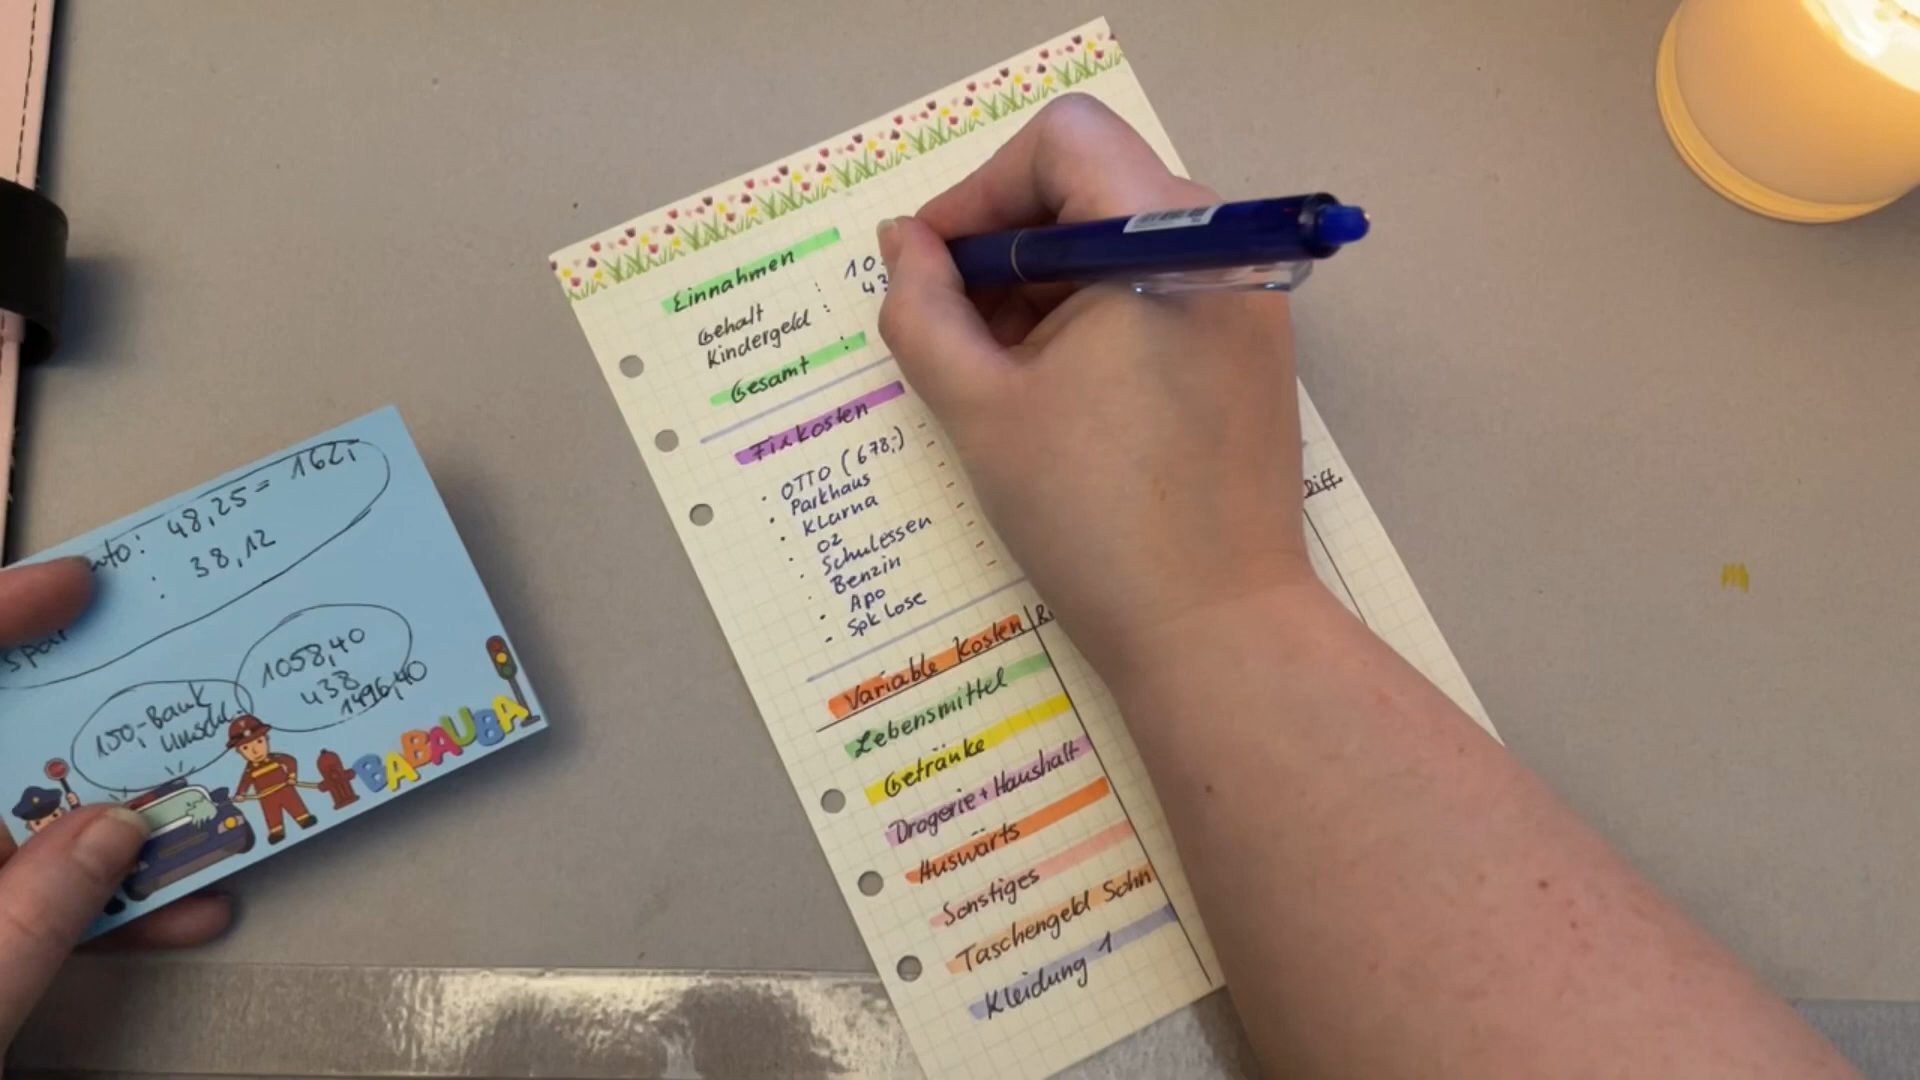 48,25 = 162,-
: 38,12
spar
100,- Bank
Umschl.
1058,40
438
1496,40
BABAUBA
Einnahmen
Gehalt :
Kindergeld :
Gesamt :
Fixkosten
· OTTO (678,-) -
· Parkhaus -
· Klarna -
· O2 -
· Schulessen -
· Benzin -
· Apo -
· Spk Lose
Diff.
Variable Kosten
Lebensmittel
Getränke
Drogerie + Haushalt
Auswärts
Sonstiges
Taschengeld Sohn
Kleidung 1